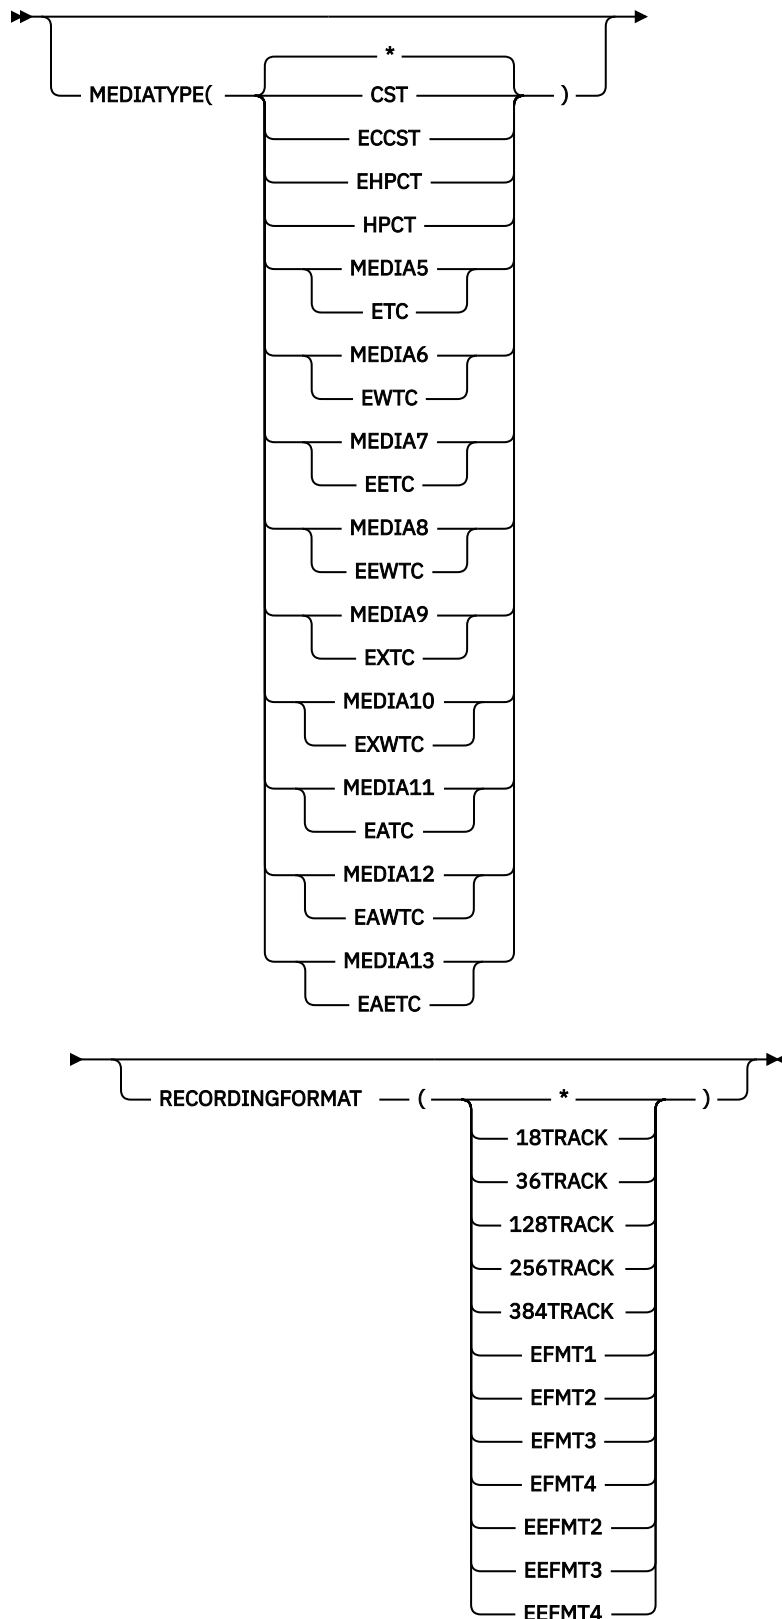 *
MEDIATYPE( CST )
ECCST
EHPCT
HPCT
MEDIA5
ETC
MEDIA6
EWTC
MEDIA7
EETC
MEDIA8
EEWTC
MEDIA9
EXTC
MEDIA10
EXWTC
MEDIA11
EATC
MEDIA12
EAWTC
MEDIA13
EAETC
RECORDINGFORMAT ( * )
18TRACK
36TRACK
128TRACK
256TRACK
384TRACK
EFMT1
EFMT2
EFMT3
EFMT4
EEFMT2
EEFMT3
EEFMT4